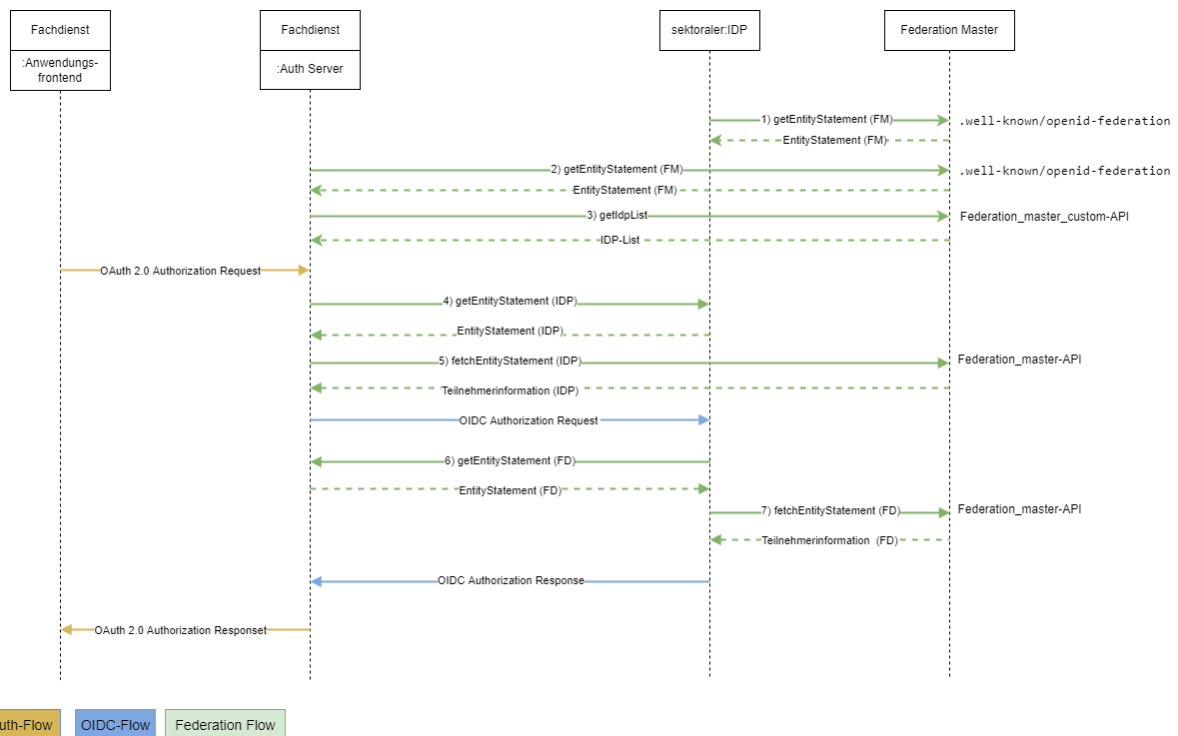 Fachdienst
:Anwendungs-
frontend
Fachdienst
:Auth Server
sektoraler:IDP
Federation Master
1) getEntityStatement (FM)
.well-known/openid-federation
EntityStatement (FM)
2) getEntityStatement (FM)
.well-known/openid-federation
EntityStatement (FM)
3) getIdpList
Federation_master_custom-API
IDP-List
OAuth 2.0 Authorization Request
4) getEntityStatement (IDP)
EntityStatement (IDP)
5) fetchEntityStatement (IDP)
Federation_master-API
Teilnehmerinformation (IDP)
OIDC Authorization Request
6) getEntityStatement (FD)
EntityStatement (FD)
7) fetchEntityStatement (FD)
Federation_master-API
Teilnehmerinformation (FD)
OIDC Authorization Response
OAuth 2.0 Authorization Responset
uth-Flow
OIDC-Flow
Federation Flow